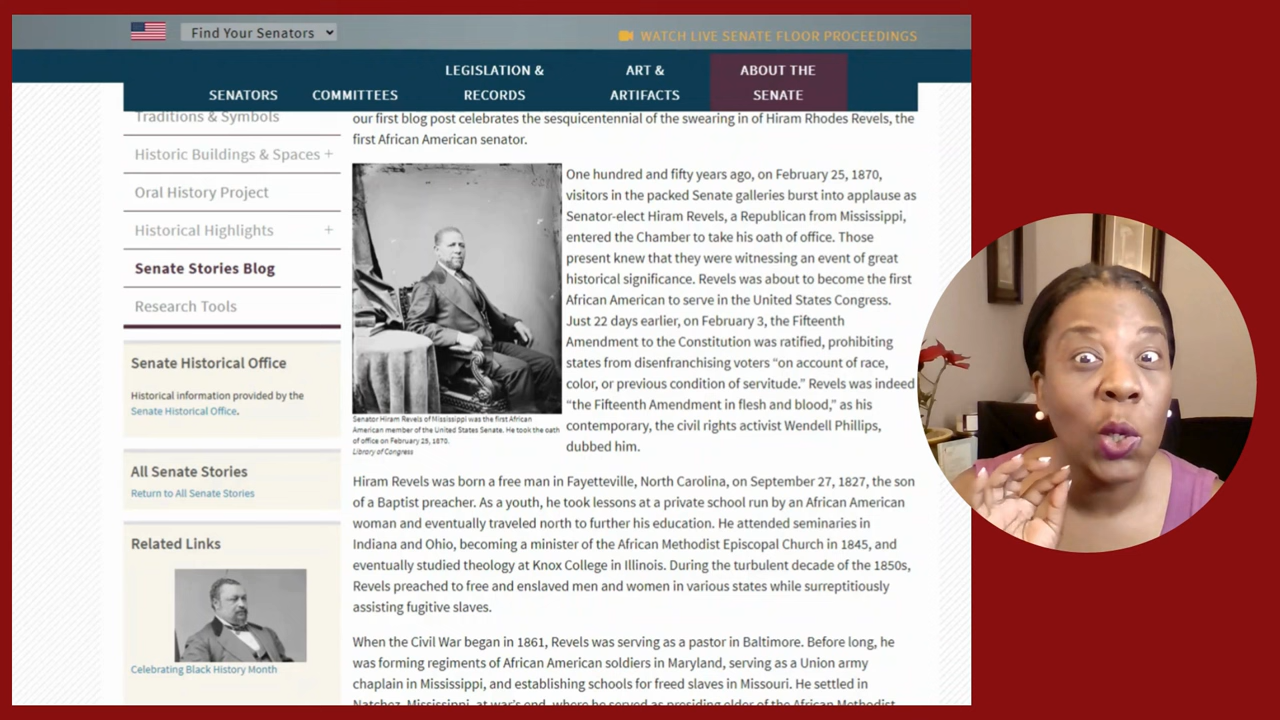 Find Your Senators
WATCH LIVE SENATE FLOOR PROCEEDINGS
SENATORS
COMMITTEES
LEGISLATION &
RECORDS
ART &
ARTIFACTS
ABOUT THE
SENATE
Traditions & Symbols
Historic Buildings & Spaces +
Oral History Project
Historical Highlights +
Senate Stories Blog
Research Tools
Senate Historical Office
Historical information provided by the
Senate Historical Office.
All Senate Stories
Return to All Senate Stories
Related Links
Celebrating Black History Month
our first blog post celebrates the sesquicentennial of the swearing in of Hiram Rhodes Revels, the
first African American senator.
Senator Hiram Revels of Mississippi was the first African
American member of the United States Senate. He took the oath
of office on February 25, 1870.
Library of Congress
One hundred and fifty years ago, on February 25, 1870,
visitors in the packed Senate galleries burst into applause as
Senator-elect Hiram Revels, a Republican from Mississippi,
entered the Chamber to take his oath of office. Those
present knew that they were witnessing an event of great
historical significance. Revels was about to become the first
African American to serve in the United States Congress.
Just 22 days earlier, on February 3, the Fifteenth
Amendment to the Constitution was ratified, prohibiting
states from disenfranchising voters “on account of race,
color, or previous condition of servitude.” Revels was indeed
“the Fifteenth Amendment in flesh and blood,” as his
contemporary, the civil rights activist Wendell Phillips,
dubbed him.
Hiram Revels was born a free man in Fayetteville, North Carolina, on September 27, 1827, the son
of a Baptist preacher. As a youth, he took lessons at a private school run by an African American
woman and eventually traveled north to further his education. He attended seminaries in
Indiana and Ohio, becoming a minister of the African Methodist Episcopal Church in 1845, and
eventually studied theology at Knox College in Illinois. During the turbulent decade of the 1850s,
Revels preached to free and enslaved men and women in various states while surreptitiously
assisting fugitive slaves.
When the Civil War began in 1861, Revels was serving as a pastor in Baltimore. Before long, he
was forming regiments of African American soldiers in Maryland, serving as a Union army
chaplain in Mississippi, and establishing schools for freed slaves in Missouri. He settled in
Natchez, Mississippi, at war's end, where he served as presiding elder of the African Methodist